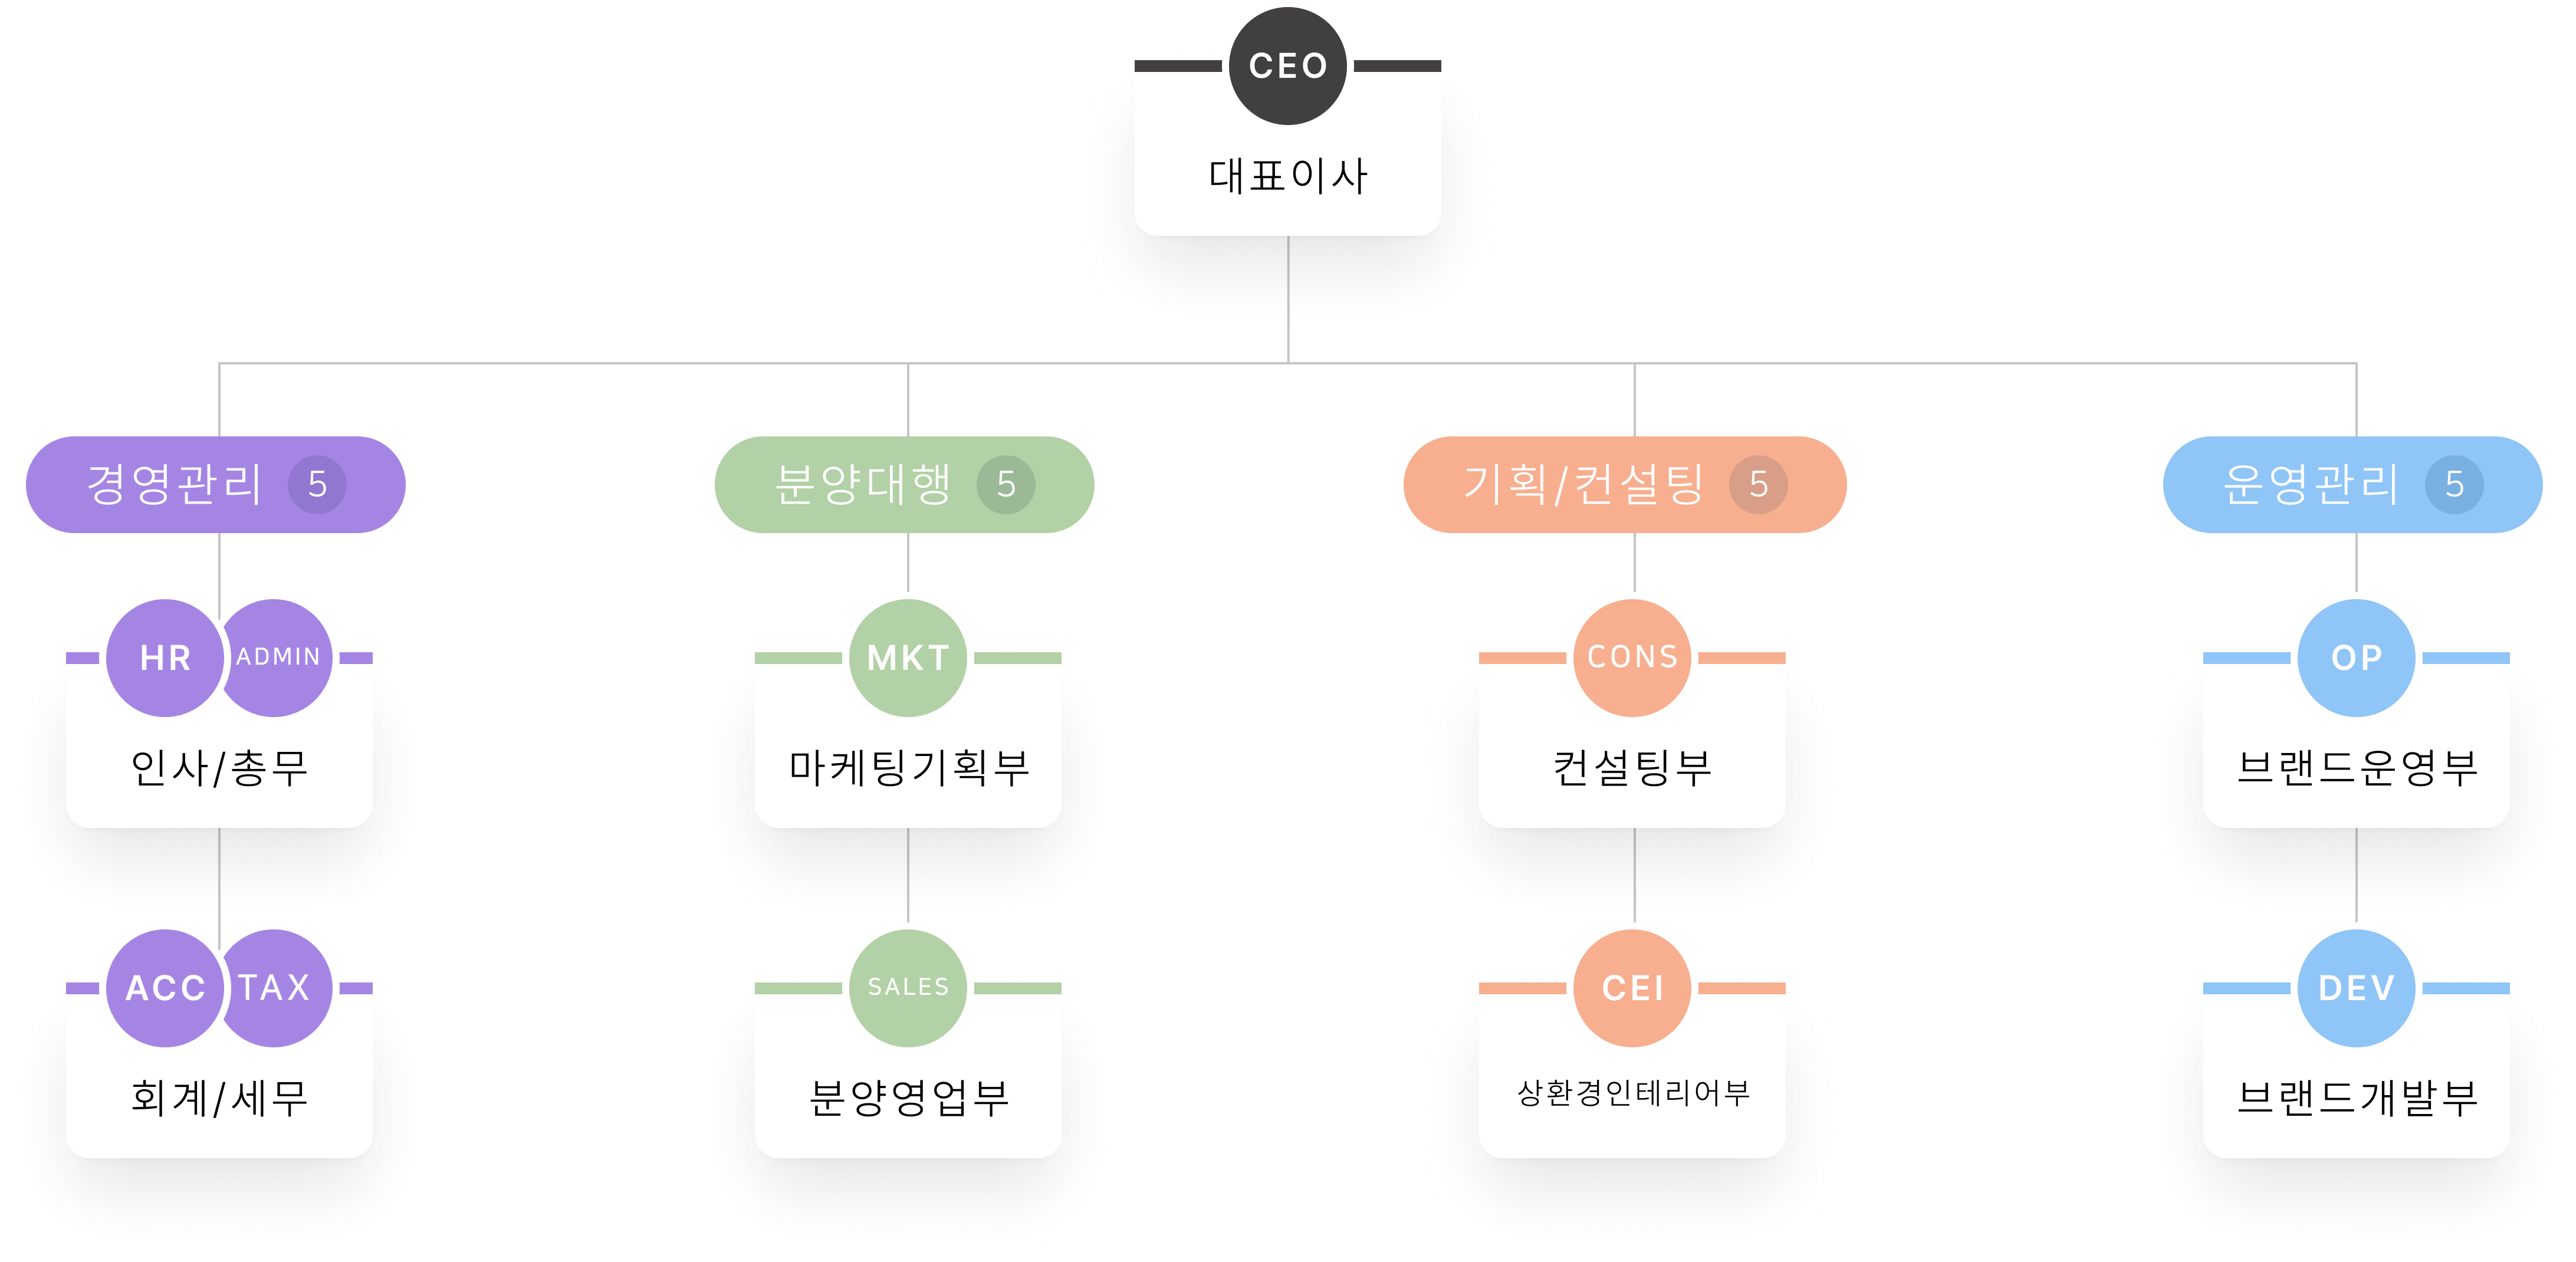 CEO
대표이사
경영관리 5
분양대행 5
기획/컨설팅 5
운영관리 5
HR ADMIN
인사/총무
MKT
마케팅기획부
CONS
컨설팅부
OP
브랜드운영부
ACC TAX
회계/세무
SALES
분양영업부
CEI
상환경인테리어부
DEV
브랜드개발부